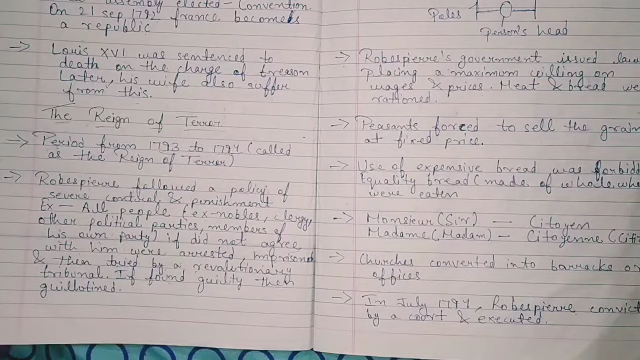 assembly elected - Convention
On 21 sep 1792 france becomes
a republic
→ Louis XVI was sentenced to
death on the charge of treason
Later, his wife also suffer
from this.
The Reign of Terror
→ Period from 1793 to 1794 (called
as the Reign of Terror)
→ Robespierre followed a policy of
severe control & punishment
Ex - All people (ex-nobles, clergy,
other political parties, members of
his own party) if did not agree
with him were arrested, imprisone
& then tried by a revolutionary
tribunal. If found guilty then
guillotined.
Poles
Person's head
→ Robespierre's government issued law
placing a maximum ceiling on
wages & prices. Meat & bread we
rationed.
→ Peasants forced to sell the grain
at fixed price.
→ Use of expensive bread was forbidd
Equality bread (made of whole whe
were eaten
→ Monsieur (Sir) — Citoyen
Madame (Madam) — Citoyenne (Citi
→ Churches converted into barracks or
offices
→ In July 1794, Robespierre convict
by a court & executed.